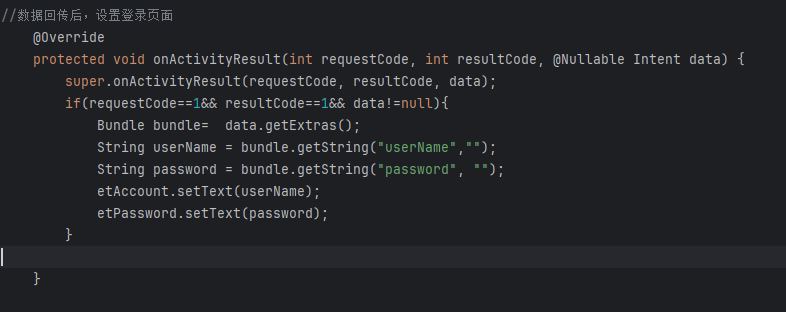 //数据回传后，设置登录页面
    @Override
    protected void onActivityResult(int requestCode, int resultCode, @Nullable Intent data) {
        super.onActivityResult(requestCode, resultCode, data);
        if(requestCode==1&& resultCode==1&& data!=null){
            Bundle bundle=  data.getExtras();
            String userName = bundle.getString("userName","");
            String password = bundle.getString("password", "");
            etAccount.setText(userName);
            etPassword.setText(password);
        }
    }